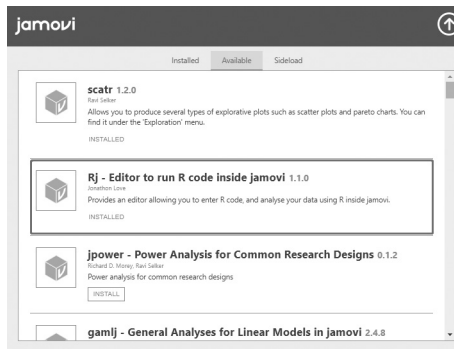 jamovi
Installed Available Sideload
scatr 1.2.0
Ravi Selker
Allows you to produce several types of explorative plots such as scatter plots and pareto charts. You can
find it under the 'Exploration' menu.
INSTALLED
Rj - Editor to run R code inside jamovi 1.1.0
Jonathon Love
Provides an editor allowing you to enter R code, and analyse your data using R inside jamovi.
INSTALLED
jpower - Power Analysis for Common Research Designs 0.1.2
Richard D. Morey, Ravi Selker
Power analysis for common research designs
INSTALL
gamlj - General Analyses for Linear Models in jamovi 2.4.8